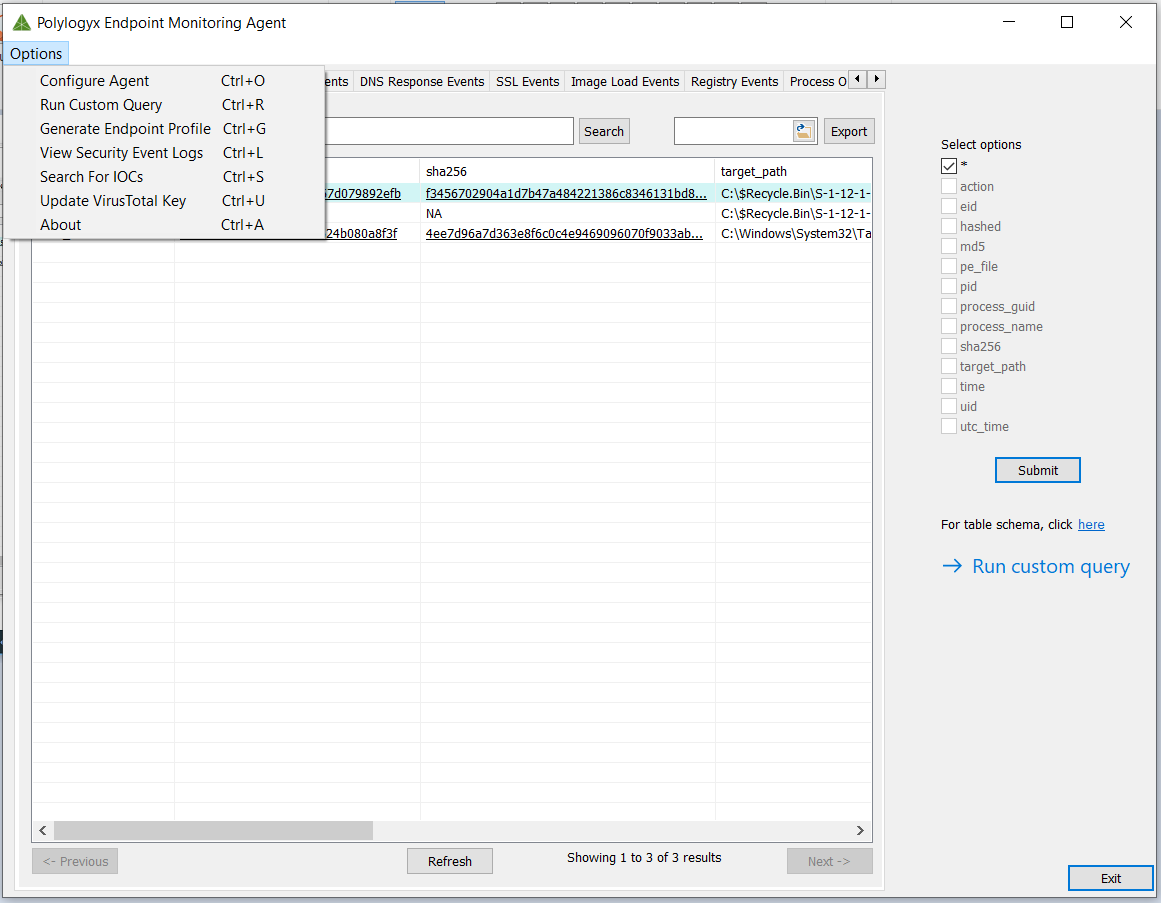 Polylogyx Endpoint Monitoring Agent
Options
Configure Agent Ctrl+O
Run Custom Query Ctrl+R
Generate Endpoint Profile Ctrl+G
View Security Event Logs Ctrl+L
Search For IOCs Ctrl+S
Update VirusTotal Key Ctrl+U
About Ctrl+A
ents DNS Response Events SSL Events Image Load Events Registry Events Process O
Search Export
sha256 target_path
57d079892efb f3456702904a1d7b47a484221386c8346131bd8... C:\$Recycle.Bin\S-1-12-1-
NA C:\$Recycle.Bin\S-1-12-1-
24b080a8f3f 4ee7d96a7d363e8f6c0c4e9469096070f9033ab... C:\Windows\System32\Ta
<- Previous
Refresh
Showing 1 to 3 of 3 results
Next ->
Select options
*
action
eid
hashed
md5
pe_file
pid
process_guid
process_name
sha256
target_path
time
uid
utc_time
Submit
For table schema, click here
→ Run custom query
Exit